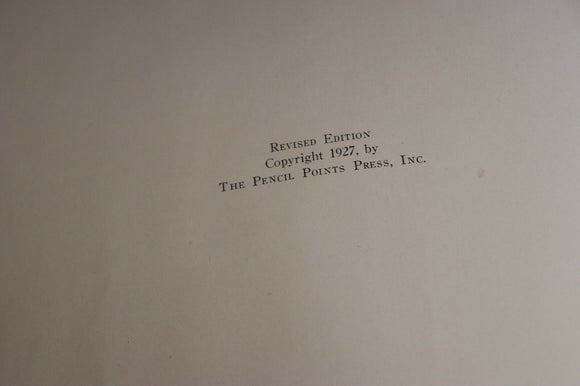 REVISED EDITION
Copyright 1927, by
THE PENCIL POINTS PRESS, INC.